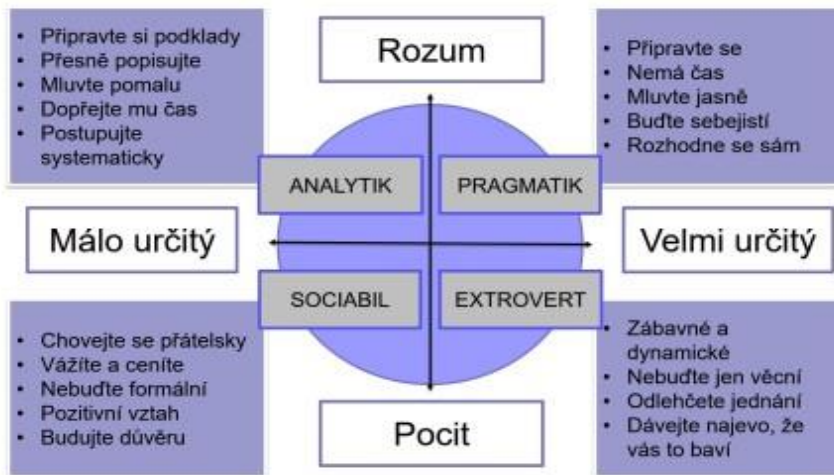 Připravte si podklady
Přesně popisujte
Mluvte pomalu
Dopřejte mu čas
Postupujte
systematicky
Rozum
Připravte se
Nemá čas
Mluvte jasně
Buďte sebejistí
Rozhodne se sám
ANALYTIK
PRAGMATIK
Málo určitý
Velmi určitý
SOCIABIL
EXTROVERT
Chovejte se přátelsky
Vážíte a ceníte
Nebuďte formální
Pozitivní vztah
Budujte důvěru
Pocit
Zábavné a
dynamické
Nebuďte jen věcní
Odlehčete jednání
Dávejte najevo, že
vás to baví